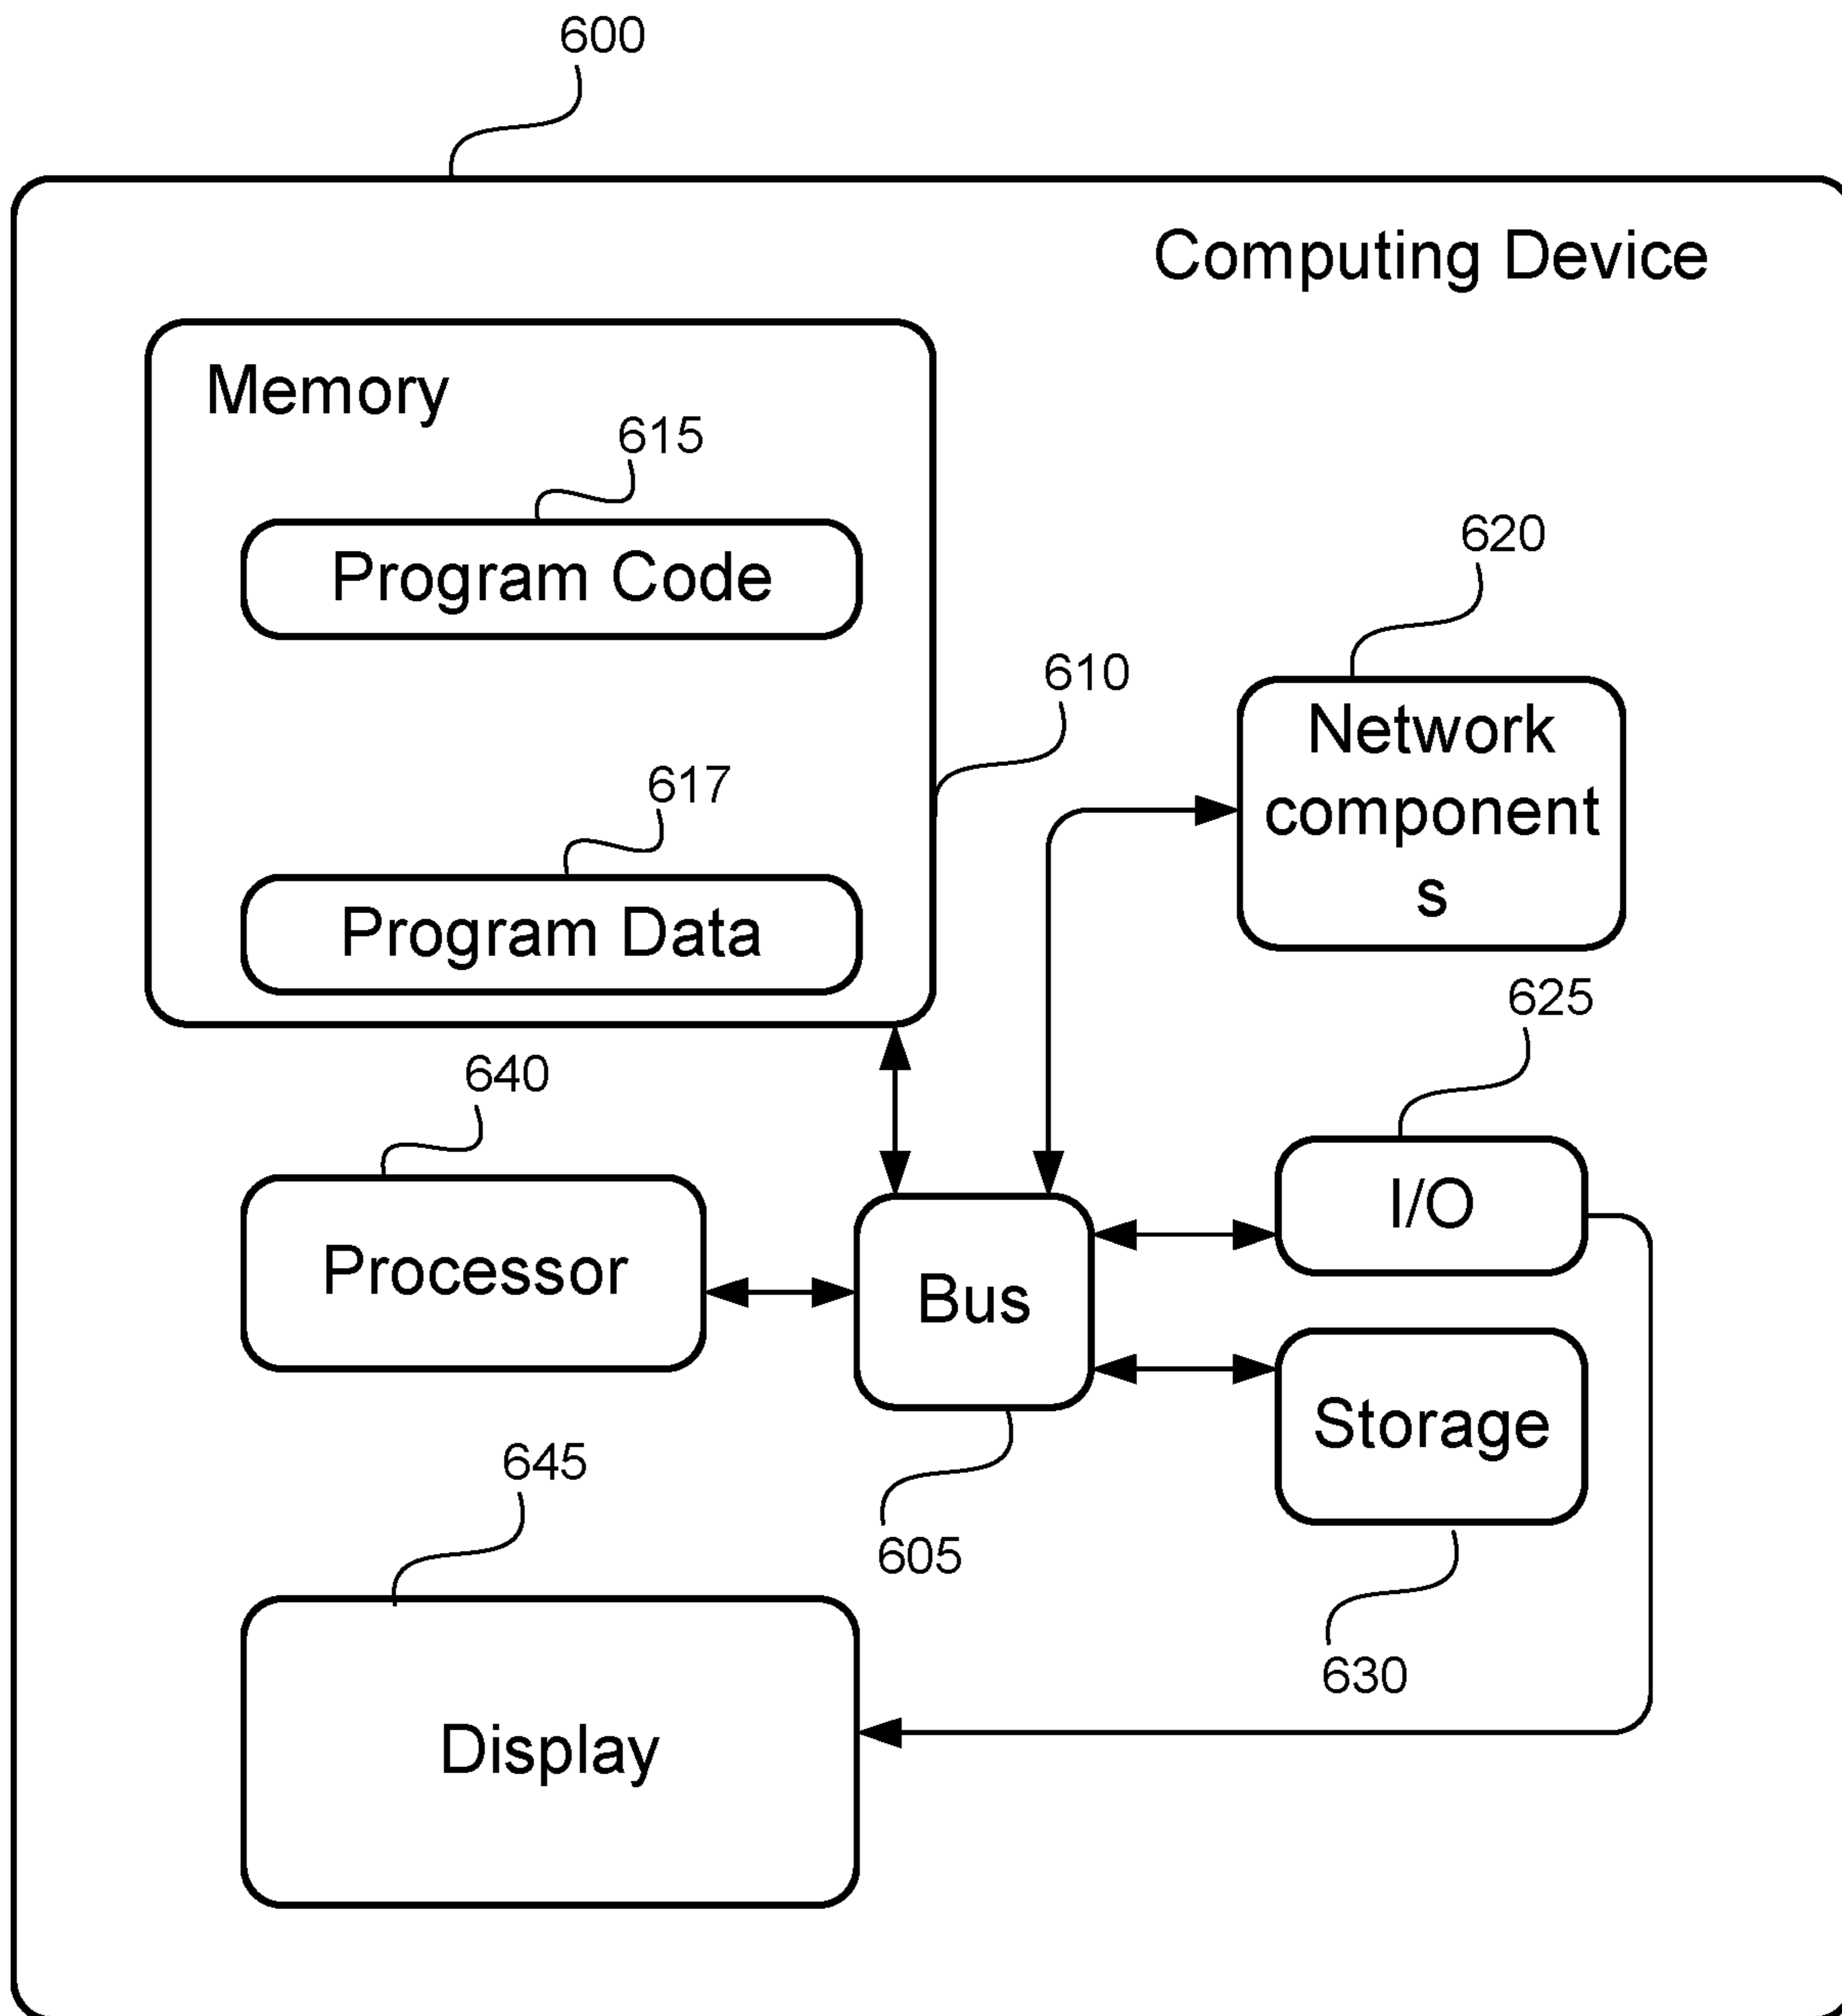 600
Computing Device
Memory
615
Program Code
620
610
Network
component
s
617
Program Data
625
640
I/O
Processor
Bus
Storage
645
605
630
Display